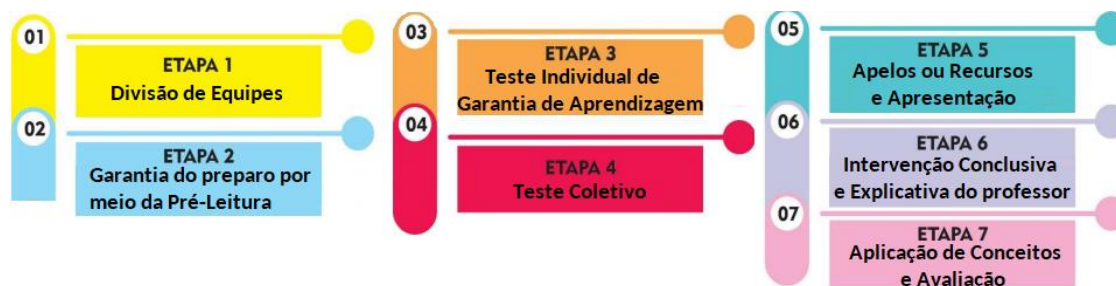 01
ETAPA 1
Divisão de Equipes
02
ETAPA 2
Garantia do preparo por
meio da Pré-Leitura
03
ETAPA 3
Teste Individual de
Garantia de Aprendizagem
04
ETAPA 4
Teste Coletivo
05
ETAPA 5
Apelos ou Recursos
e Apresentação
06
ETAPA 6
Intervenção Conclusiva
e Explicativa do professor
07
ETAPA 7
Aplicação de Conceitos
e Avaliação